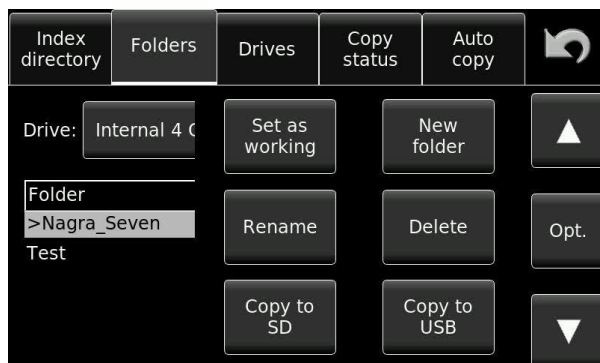 Index
directory
Folders
Drives
Copy
status
Auto
copy
Drive:
Internal 4
Set as
working
New
folder
Folder
>Nagra_Seven
Test
Rename
Delete
Opt.
Copy to
SD
Copy to
USB